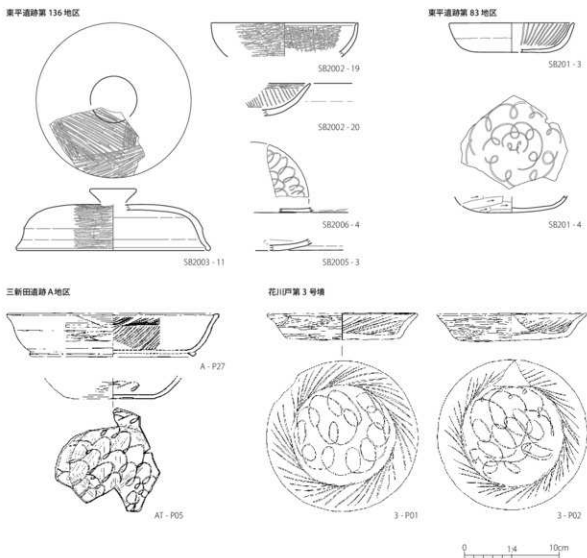 東平遺跡第 136 地区
SB2002 - 19
SB2002 - 20
SB2006 - 4
SB2005 - 3
SB2003 - 11
東平遺跡第 83 地区
SB201 - 3
SB201 - 4
三新田遺跡 A 地区
A - P27
AT - P05
花川戸第 3 号墳
3 - P01
3 - P02
0 1:4 10cm